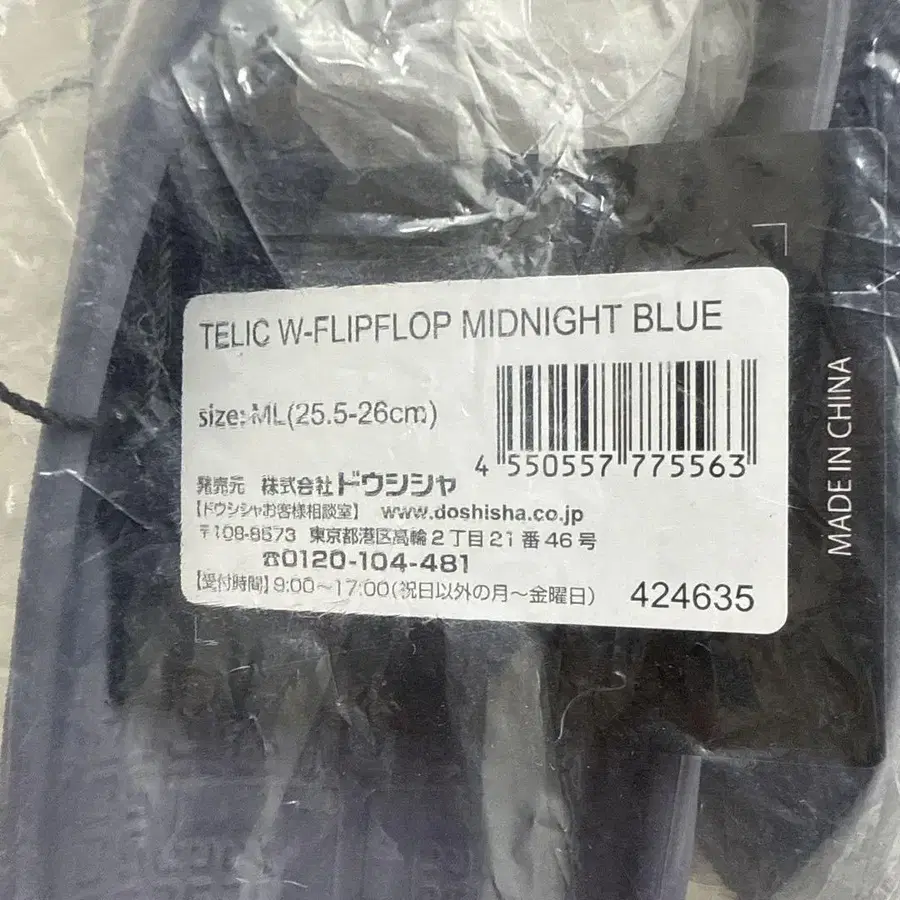 TELIC W-FLIPFLOP MIDNIGHT BLUE
size:ML(25.5-26cm)
4 550557 775563
発売元 株式会社ドウシシャ
【ドウシシャお客様相談室】 www.doshisha.co.jp
〒108-8573 東京都港区高輪2丁目21番46号
☎0120-104-481
【受付時間】9:00～17:00(祝日以外の月～金曜日)
424635
MADE IN CHINA